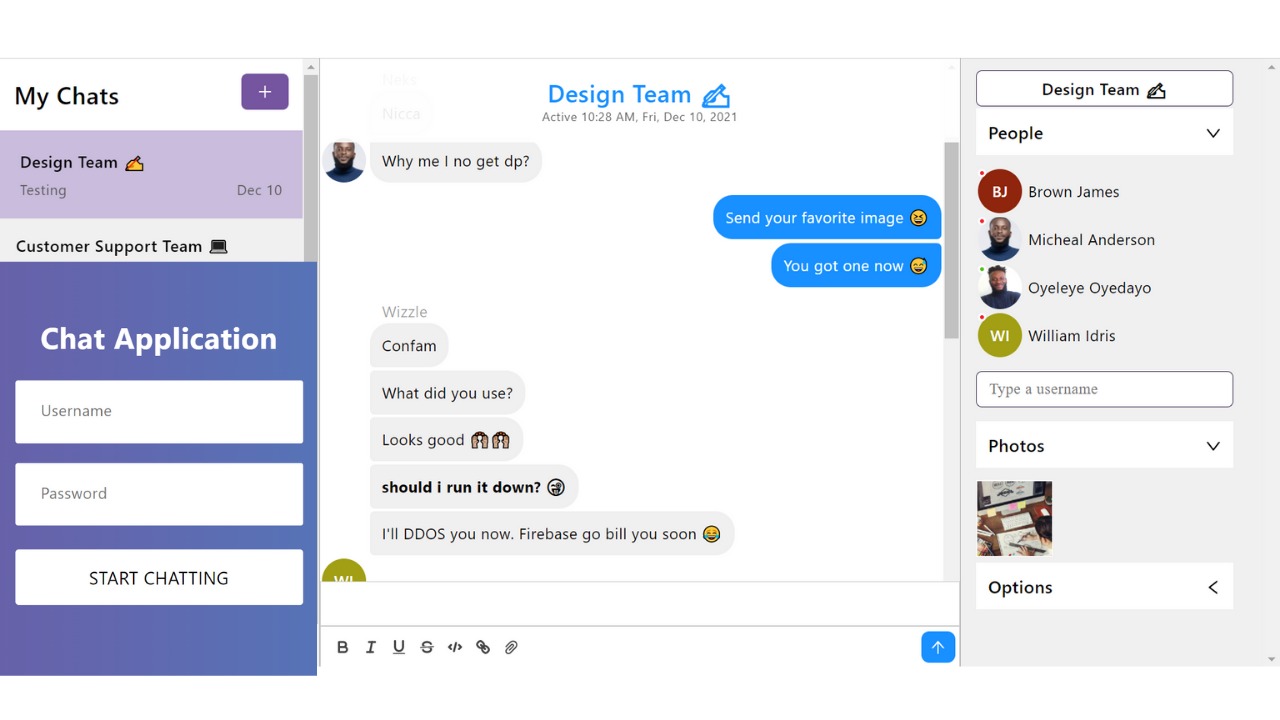 My Chats
+
Design Team ✍️
Testing
Dec 10
Customer Support Team 💻
Chat Application
Username
Password
START CHATTING
Nicca
Design Team ✍
Active 10:28 AM, Fri, Dec 10, 2021
Why me I no get dp?
Send your favorite image 😆
You got one now 😅
Wizzle
Confam
What did you use?
Looks good 🙌🏽🙌🏽
should i run it down? 😜
I'll DDOS you now. Firebase go bill you soon 😂
WI
B I U S </>
Design Team ✍
People
BJ Brown James
Micheal Anderson
Oyeleye Oyedayo
WI William Idris
Type a username
Photos
Options